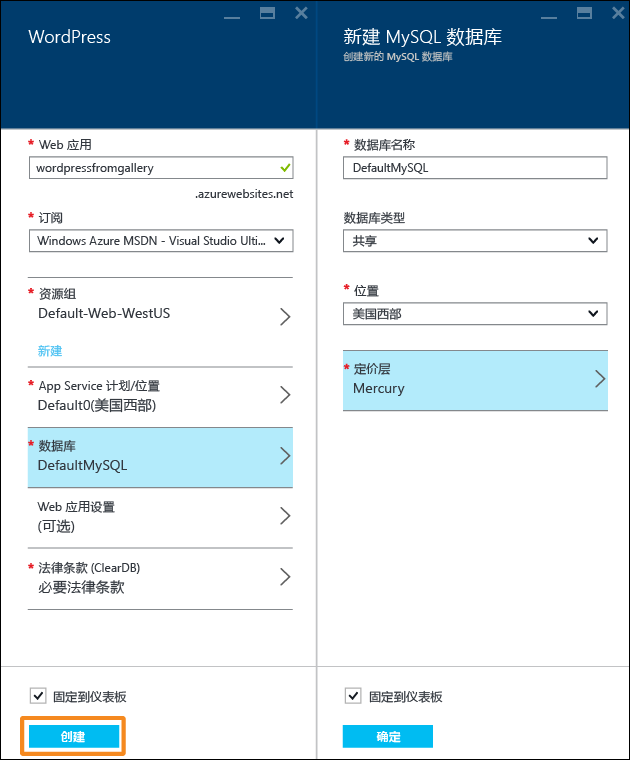 WordPress
* Web 应用
wordpressfromgallery
.azurewebsites.net
* 订阅
Windows Azure MSDN - Visual Studio Ulti...
* 资源组
Default-Web-WestUS
新建
* App Service 计划/位置
Default0(美国西部)
* 数据库
DefaultMySQL
Web 应用设置
(可选)
* 法律条款 (ClearDB)
必要法律条款
固定到仪表板
创建
新建 MySQL 数据库
创建新的 MySQL 数据库
* 数据库名称
DefaultMySQL
数据库类型
共享
* 位置
美国西部
* 定价层
Mercury
固定到仪表板
确定